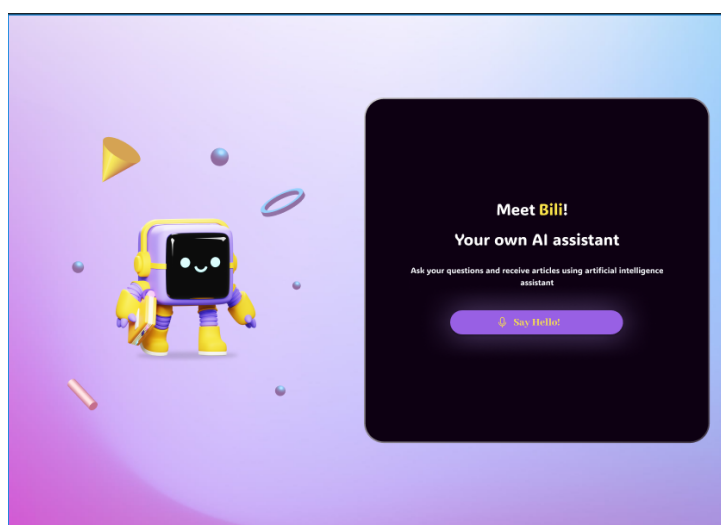 Meet Bili!
Your own AI assistant
Ask your questions and receive articles using artificial intelligence
assistant
Say Hello!